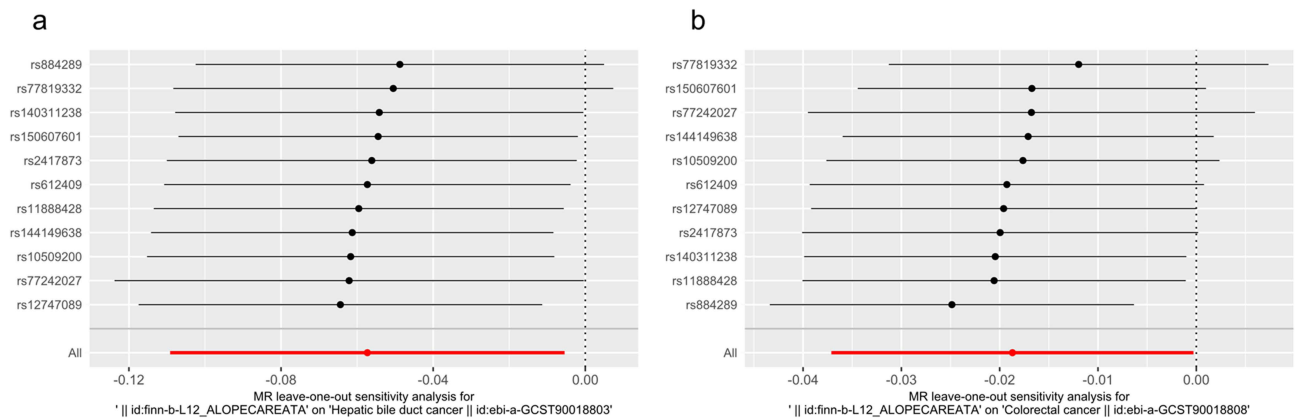 a
rs884289
rs77819332
rs140311238
rs150607601
rs2417873
rs612409
rs11888428
rs144149638
rs10509200
rs77242027
rs12747089
All
-0.12 -0.08 -0.04 0.00
MR leave-one-out sensitivity analysis for
' || id:finn-b-L12_ALOPECAREATA' on 'Hepatic bile duct cancer || id:ebi-a-GCST90018803'
b
rs77819332
rs150607601
rs77242027
rs144149638
rs10509200
rs612409
rs12747089
rs2417873
rs140311238
rs11888428
rs884289
All
-0.04 -0.03 -0.02 -0.01 0.00
MR leave-one-out sensitivity analysis for
' || id:finn-b-L12_ALOPECAREATA' on 'Colorectal cancer || id:ebi-a-GCST90018808'